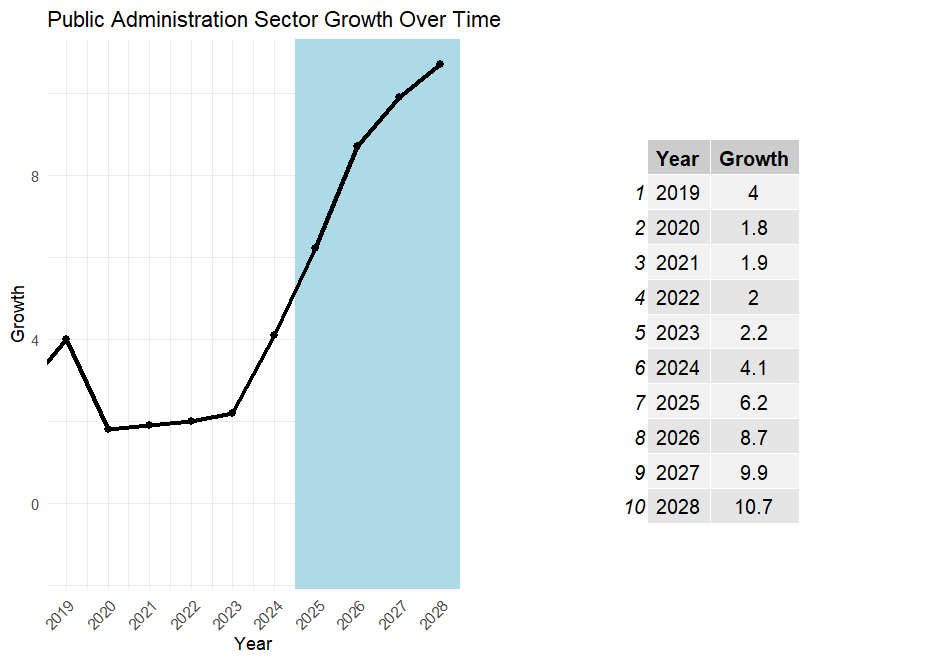 Public Administration Sector Growth Over Time
8
4
0
Growth
2019 2020 2021 2022 2023 2024 2025 2026 2027 2028
Year
Year Growth
1 2019 4
2 2020 1.8
3 2021 1.9
4 2022 2
5 2023 2.2
6 2024 4.1
7 2025 6.2
8 2026 8.7
9 2027 9.9
10 2028 10.7